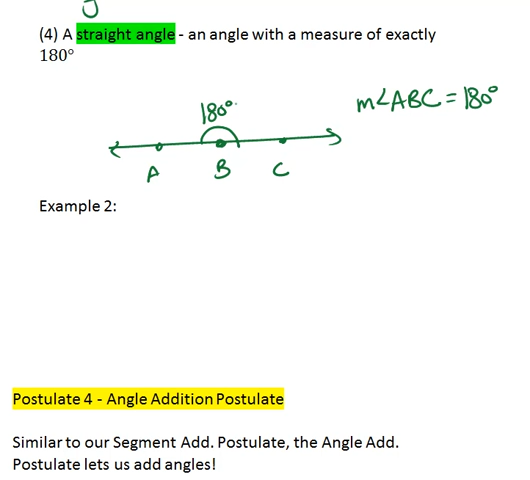 (4) A straight angle - an angle with a measure of exactly
180°
180°
m∠ABC = 180°
A B C
Example 2:
Postulate 4 - Angle Addition Postulate
Similar to our Segment Add. Postulate, the Angle Add.
Postulate lets us add angles!